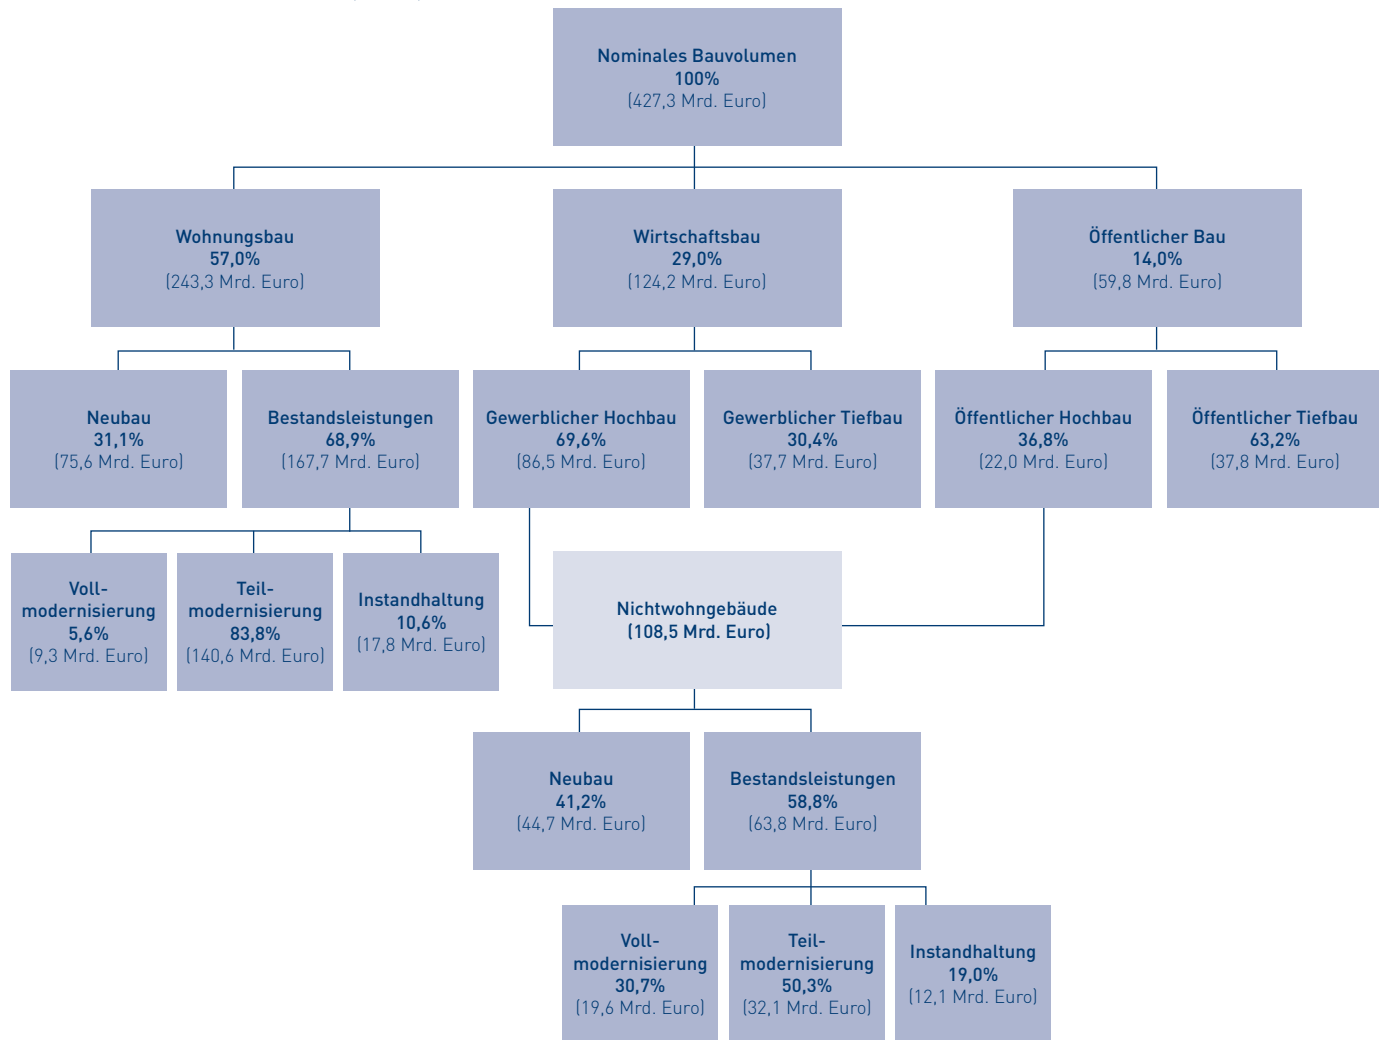 Nominales Bauvolumen
100%
(427,3 Mrd. Euro)
Wohnungsbau
57,0%
(243,3 Mrd. Euro)
Wirtschaftsbau
29,0%
(124,2 Mrd. Euro)
Öffentlicher Bau
14,0%
(59,8 Mrd. Euro)
Neubau
31,1%
(75,6 Mrd. Euro)
Bestandsleistungen
68,9%
(167,7 Mrd. Euro)
Gewerblicher Hochbau
69,6%
(86,5 Mrd. Euro)
Gewerblicher Tiefbau
30,4%
(37,7 Mrd. Euro)
Öffentlicher Hochbau
36,8%
(22,0 Mrd. Euro)
Öffentlicher Tiefbau
63,2%
(37,8 Mrd. Euro)
Voll-
modernisierung
5,6%
(9,3 Mrd. Euro)
Teil-
modernisierung
83,8%
(140,6 Mrd. Euro)
Instandhaltung
10,6%
(17,8 Mrd. Euro)
Nichtwohngebäude
(108,5 Mrd. Euro)
Neubau
41,2%
(44,7 Mrd. Euro)
Bestandsleistungen
58,8%
(63,8 Mrd. Euro)
Voll-
modernisierung
30,7%
(19,6 Mrd. Euro)
Teil-
modernisierung
50,3%
(32,1 Mrd. Euro)
Instandhaltung
19,0%
(12,1 Mrd. Euro)